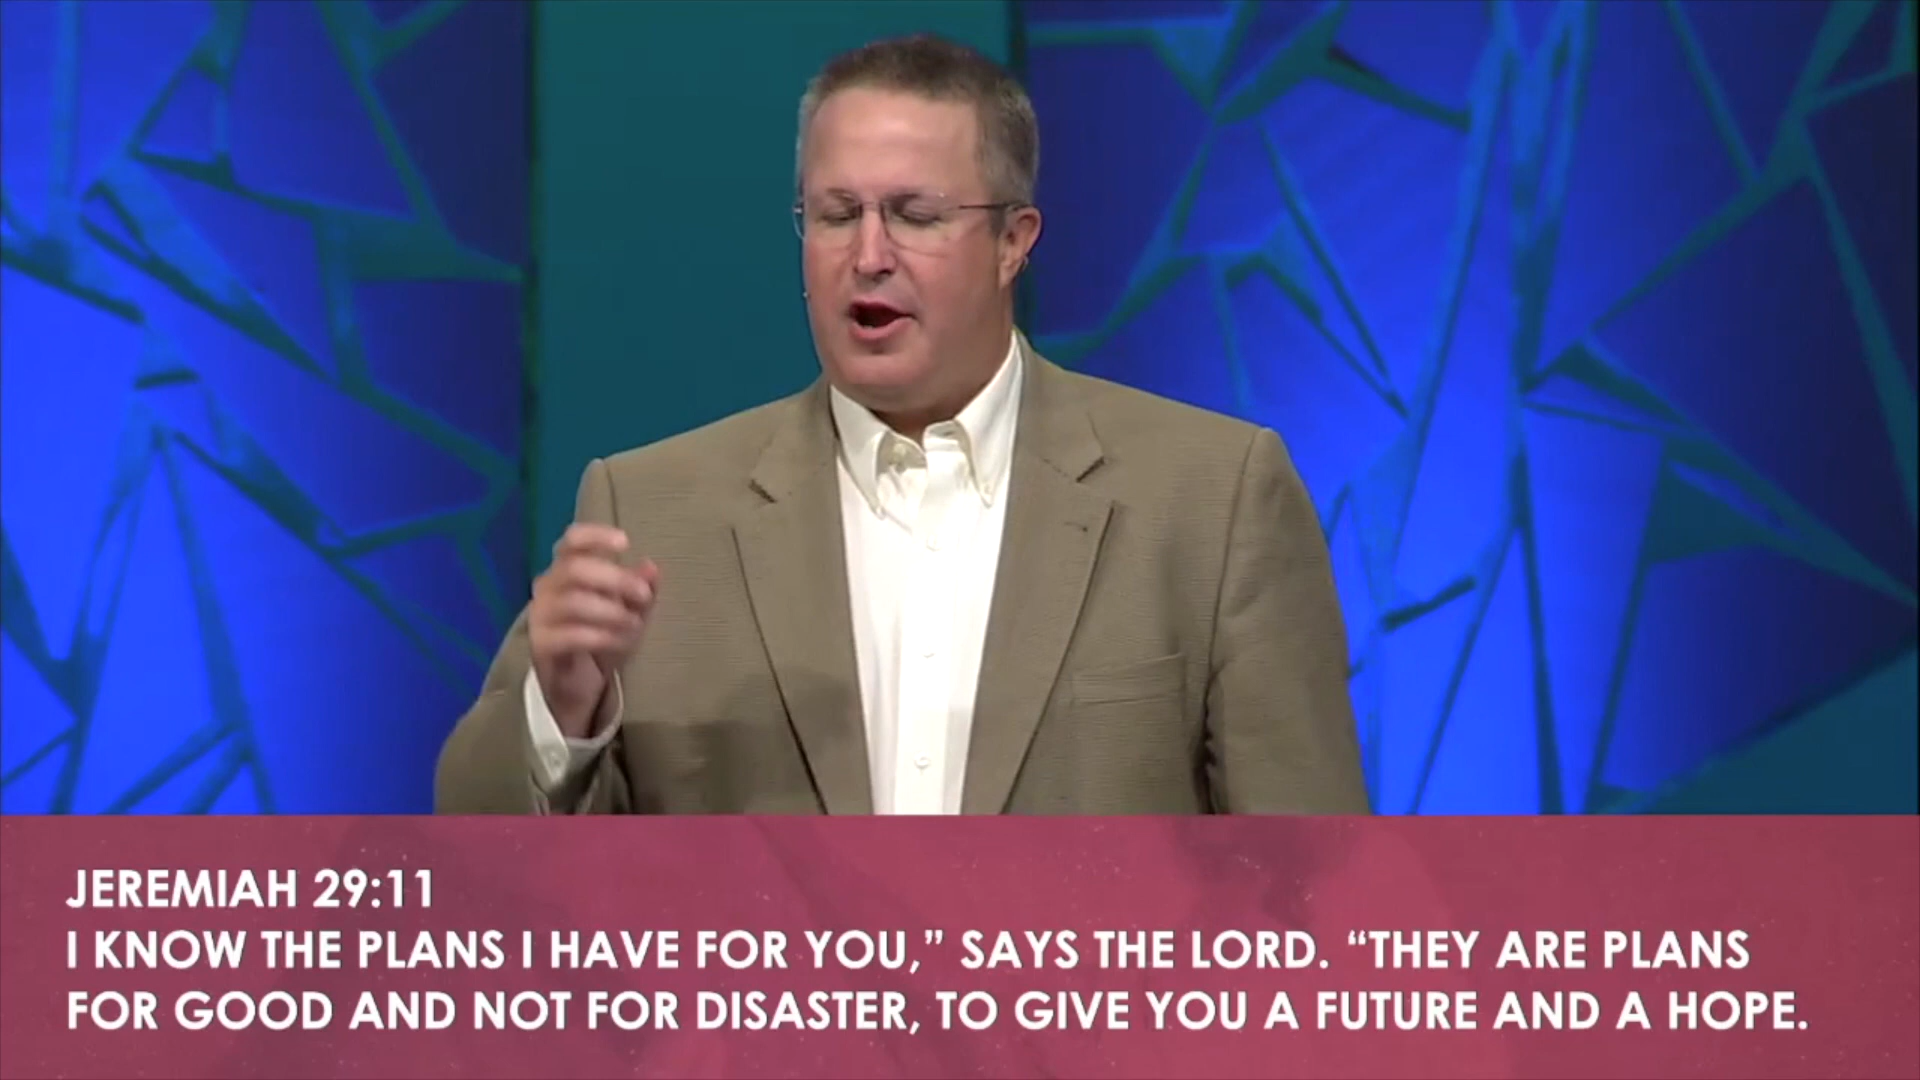 JEREMIAH 29:11
I KNOW THE PLANS I HAVE FOR YOU,” SAYS THE LORD. “THEY ARE PLANS
FOR GOOD AND NOT FOR DISASTER, TO GIVE YOU A FUTURE AND A HOPE.